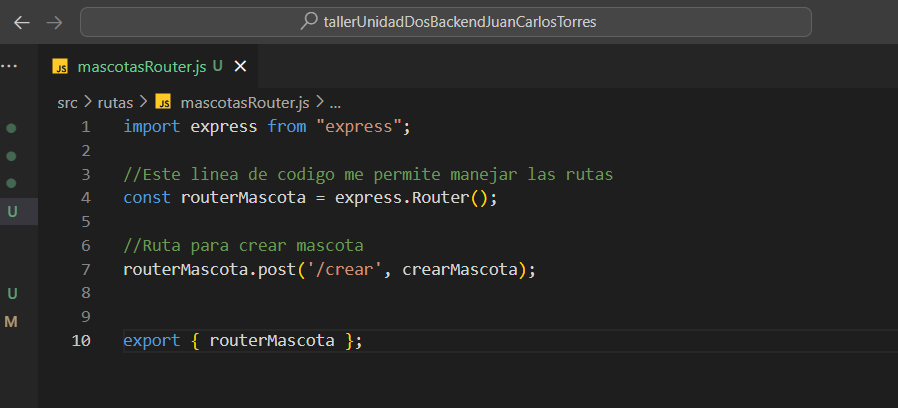 tallerUnidadDosBackendJuanCarlosTorres
JS mascotasRouter.js U
src > rutas > JS mascotasRouter.js > ...
1 import express from "express";
2
3 //Este linea de codigo me permite manejar las rutas
4 const routerMascota = express.Router();
5
6 //Ruta para crear mascota
7 routerMascota.post('/crear', crearMascota);
8
9
10 export { routerMascota };
U
U
M